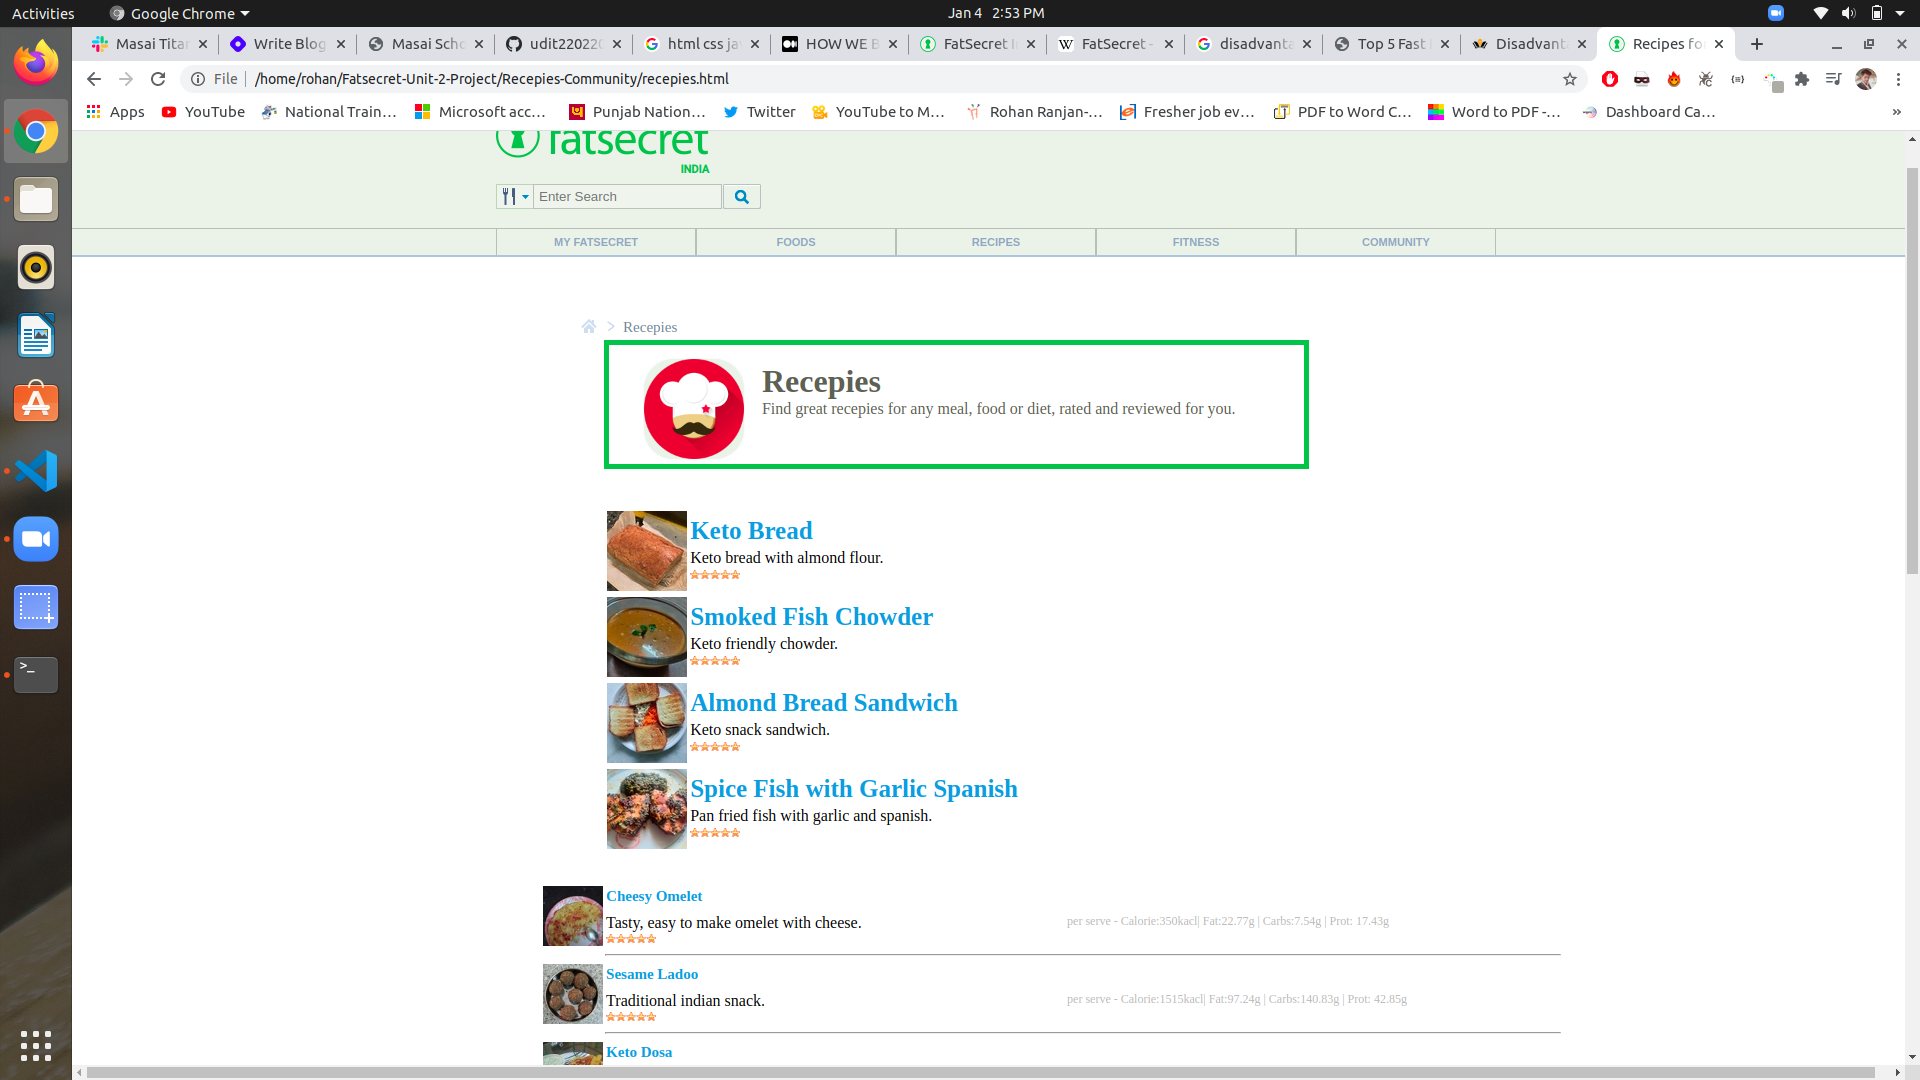 Activities
Google Chrome
Jan 4 2:53 PM
Masai Titan
Write Blog
Masai Scho
udit220220
html css ja
HOW WE B
FatSecret I
FatSecret -
disadvanta
Top 5 Fast
Disadvant
Recipes fo
File
/home/rohan/Fatsecret-Unit-2-Project/Recepies-Community/recepies.html
Apps
YouTube
National Train…
Microsoft acc…
Punjab Nation…
Twitter
YouTube to M…
Rohan Ranjan-…
Fresher job ev…
PDF to Word C…
Word to PDF -…
Dashboard Ca…
»
fatsecret
INDIA
Enter Search
MY FATSECRET
FOODS
RECIPES
FITNESS
COMMUNITY
Recepies
Recepies
Find great recepies for any meal, food or diet, rated and reviewed for you.
Keto Bread
Keto bread with almond flour.
Smoked Fish Chowder
Keto friendly chowder.
Almond Bread Sandwich
Keto snack sandwich.
Spice Fish with Garlic Spanish
Pan fried fish with garlic and spanish.
Cheesy Omelet
Tasty, easy to make omelet with cheese.
per serve - Calorie:350kacl| Fat:22.77g | Carbs:7.54g | Prot: 17.43g
Sesame Ladoo
Traditional indian snack.
per serve - Calorie:1515kacl| Fat:97.24g | Carbs:140.83g | Prot: 42.85g
Keto Dosa